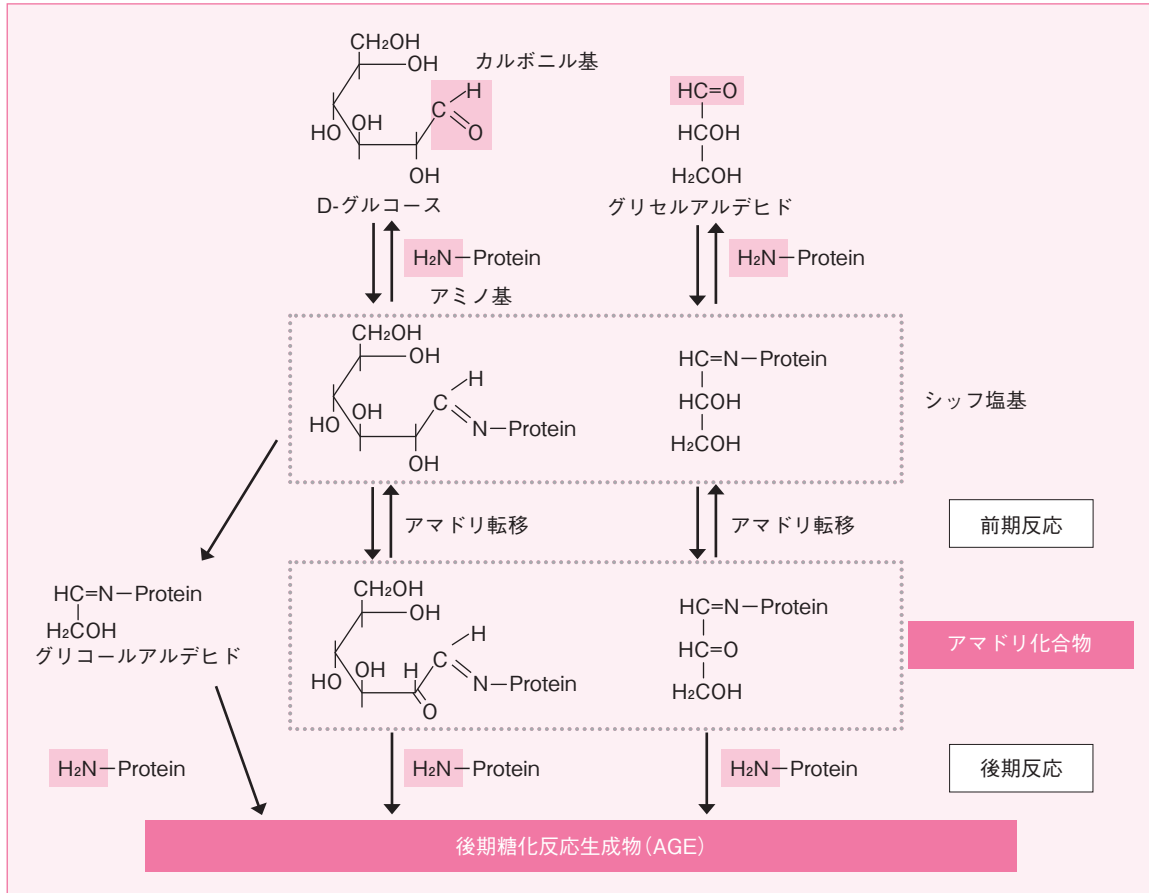 CH₂OH
OH
カルボニル基
H
C
O
HO
OH
OH
D-グルコース
HC=O
HCOH
H₂COH
グリセルアルデヒド
H₂N−Protein
アミノ基
H₂N−Protein
CH₂OH
OH
H
C
N−Protein
HO
OH
OH
HC=N−Protein
HCOH
H₂COH
シッフ塩基
アマドリ転移
アマドリ転移
前期反応
HC=N−Protein
H₂COH
グリコールアルデヒド
CH₂OH
OH
H
C
N−Protein
HO
OH
H
O
HC=N−Protein
HC=O
H₂COH
アマドリ化合物
H₂N−Protein
H₂N−Protein
H₂N−Protein
後期反応
後期糖化反応生成物(AGE)